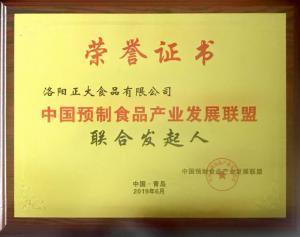 荣誉证书
洛阳正大食品有限公司
中国预制食品产业发展联盟
联合发起人
中国预制食品产业发展联盟
中国·青岛
2019年6月